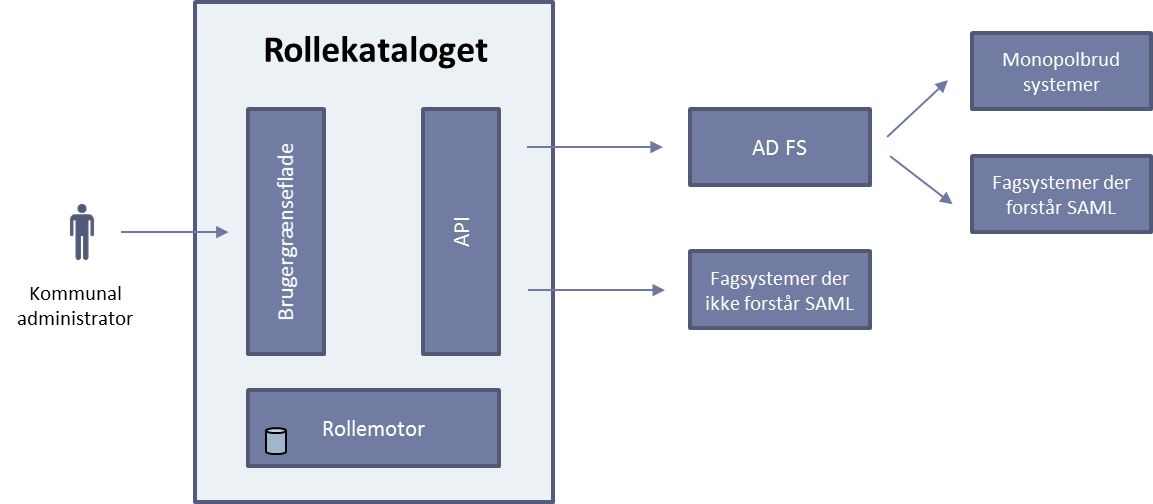 Rollekataloget
Kommunal
administrator
Brugergrænseflade
API
Rollemotor
AD FS
Fagsystemer der
ikke forstår SAML
Monopolbrud
systemer
Fagsystemer der
forstår SAML